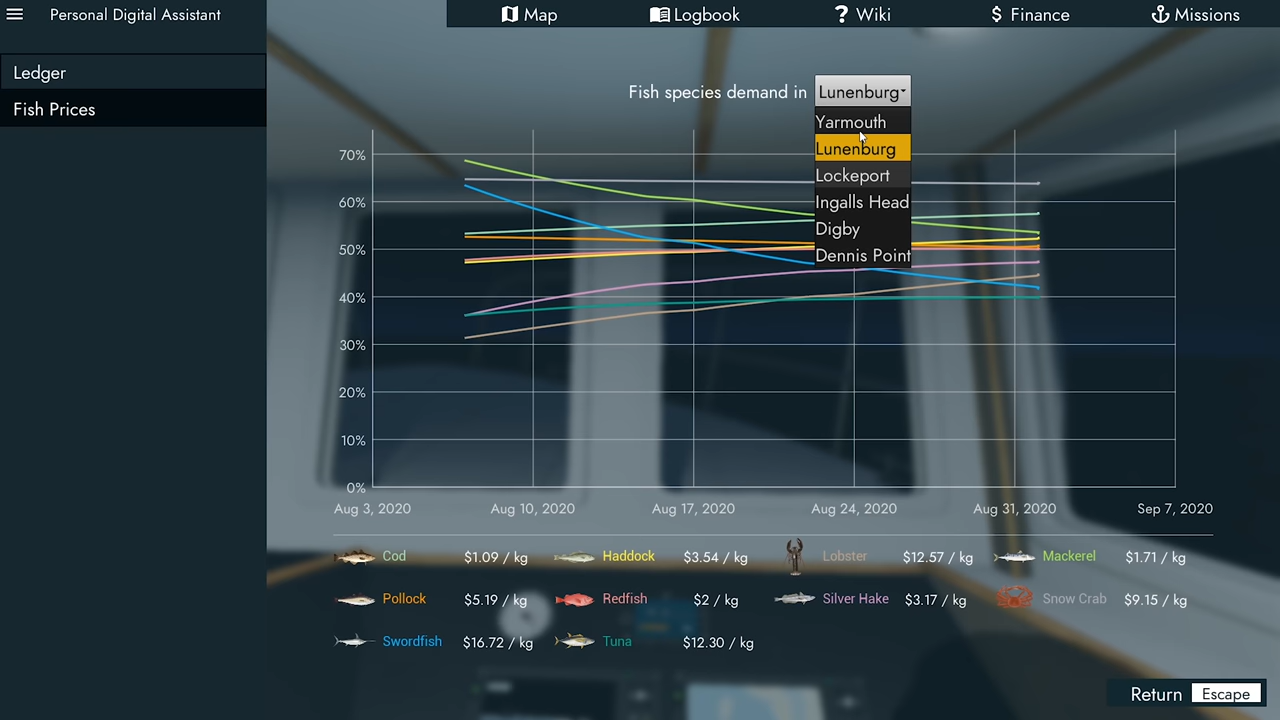 Personal Digital Assistant
Map
Logbook
? Wiki
$ Finance
Missions
Ledger
Fish Prices
Fish species demand in Lunenburg
Yarmouth
Lunenburg
Lockeport
Ingalls Head
Digby
Dennis Point
70%
60%
50%
40%
30%
20%
10%
0%
Aug 3, 2020
Aug 10, 2020
Aug 17, 2020
Aug 24, 2020
Aug 31, 2020
Sep 7, 2020
Cod $1.09 / kg
Haddock $3.54 / kg
Lobster $12.57 / kg
Mackerel $1.71 / kg
Pollock $5.19 / kg
Redfish $2 / kg
Silver Hake $3.17 / kg
Snow Crab $9.15 / kg
Swordfish $16.72 / kg
Tuna $12.30 / kg
Return Escape